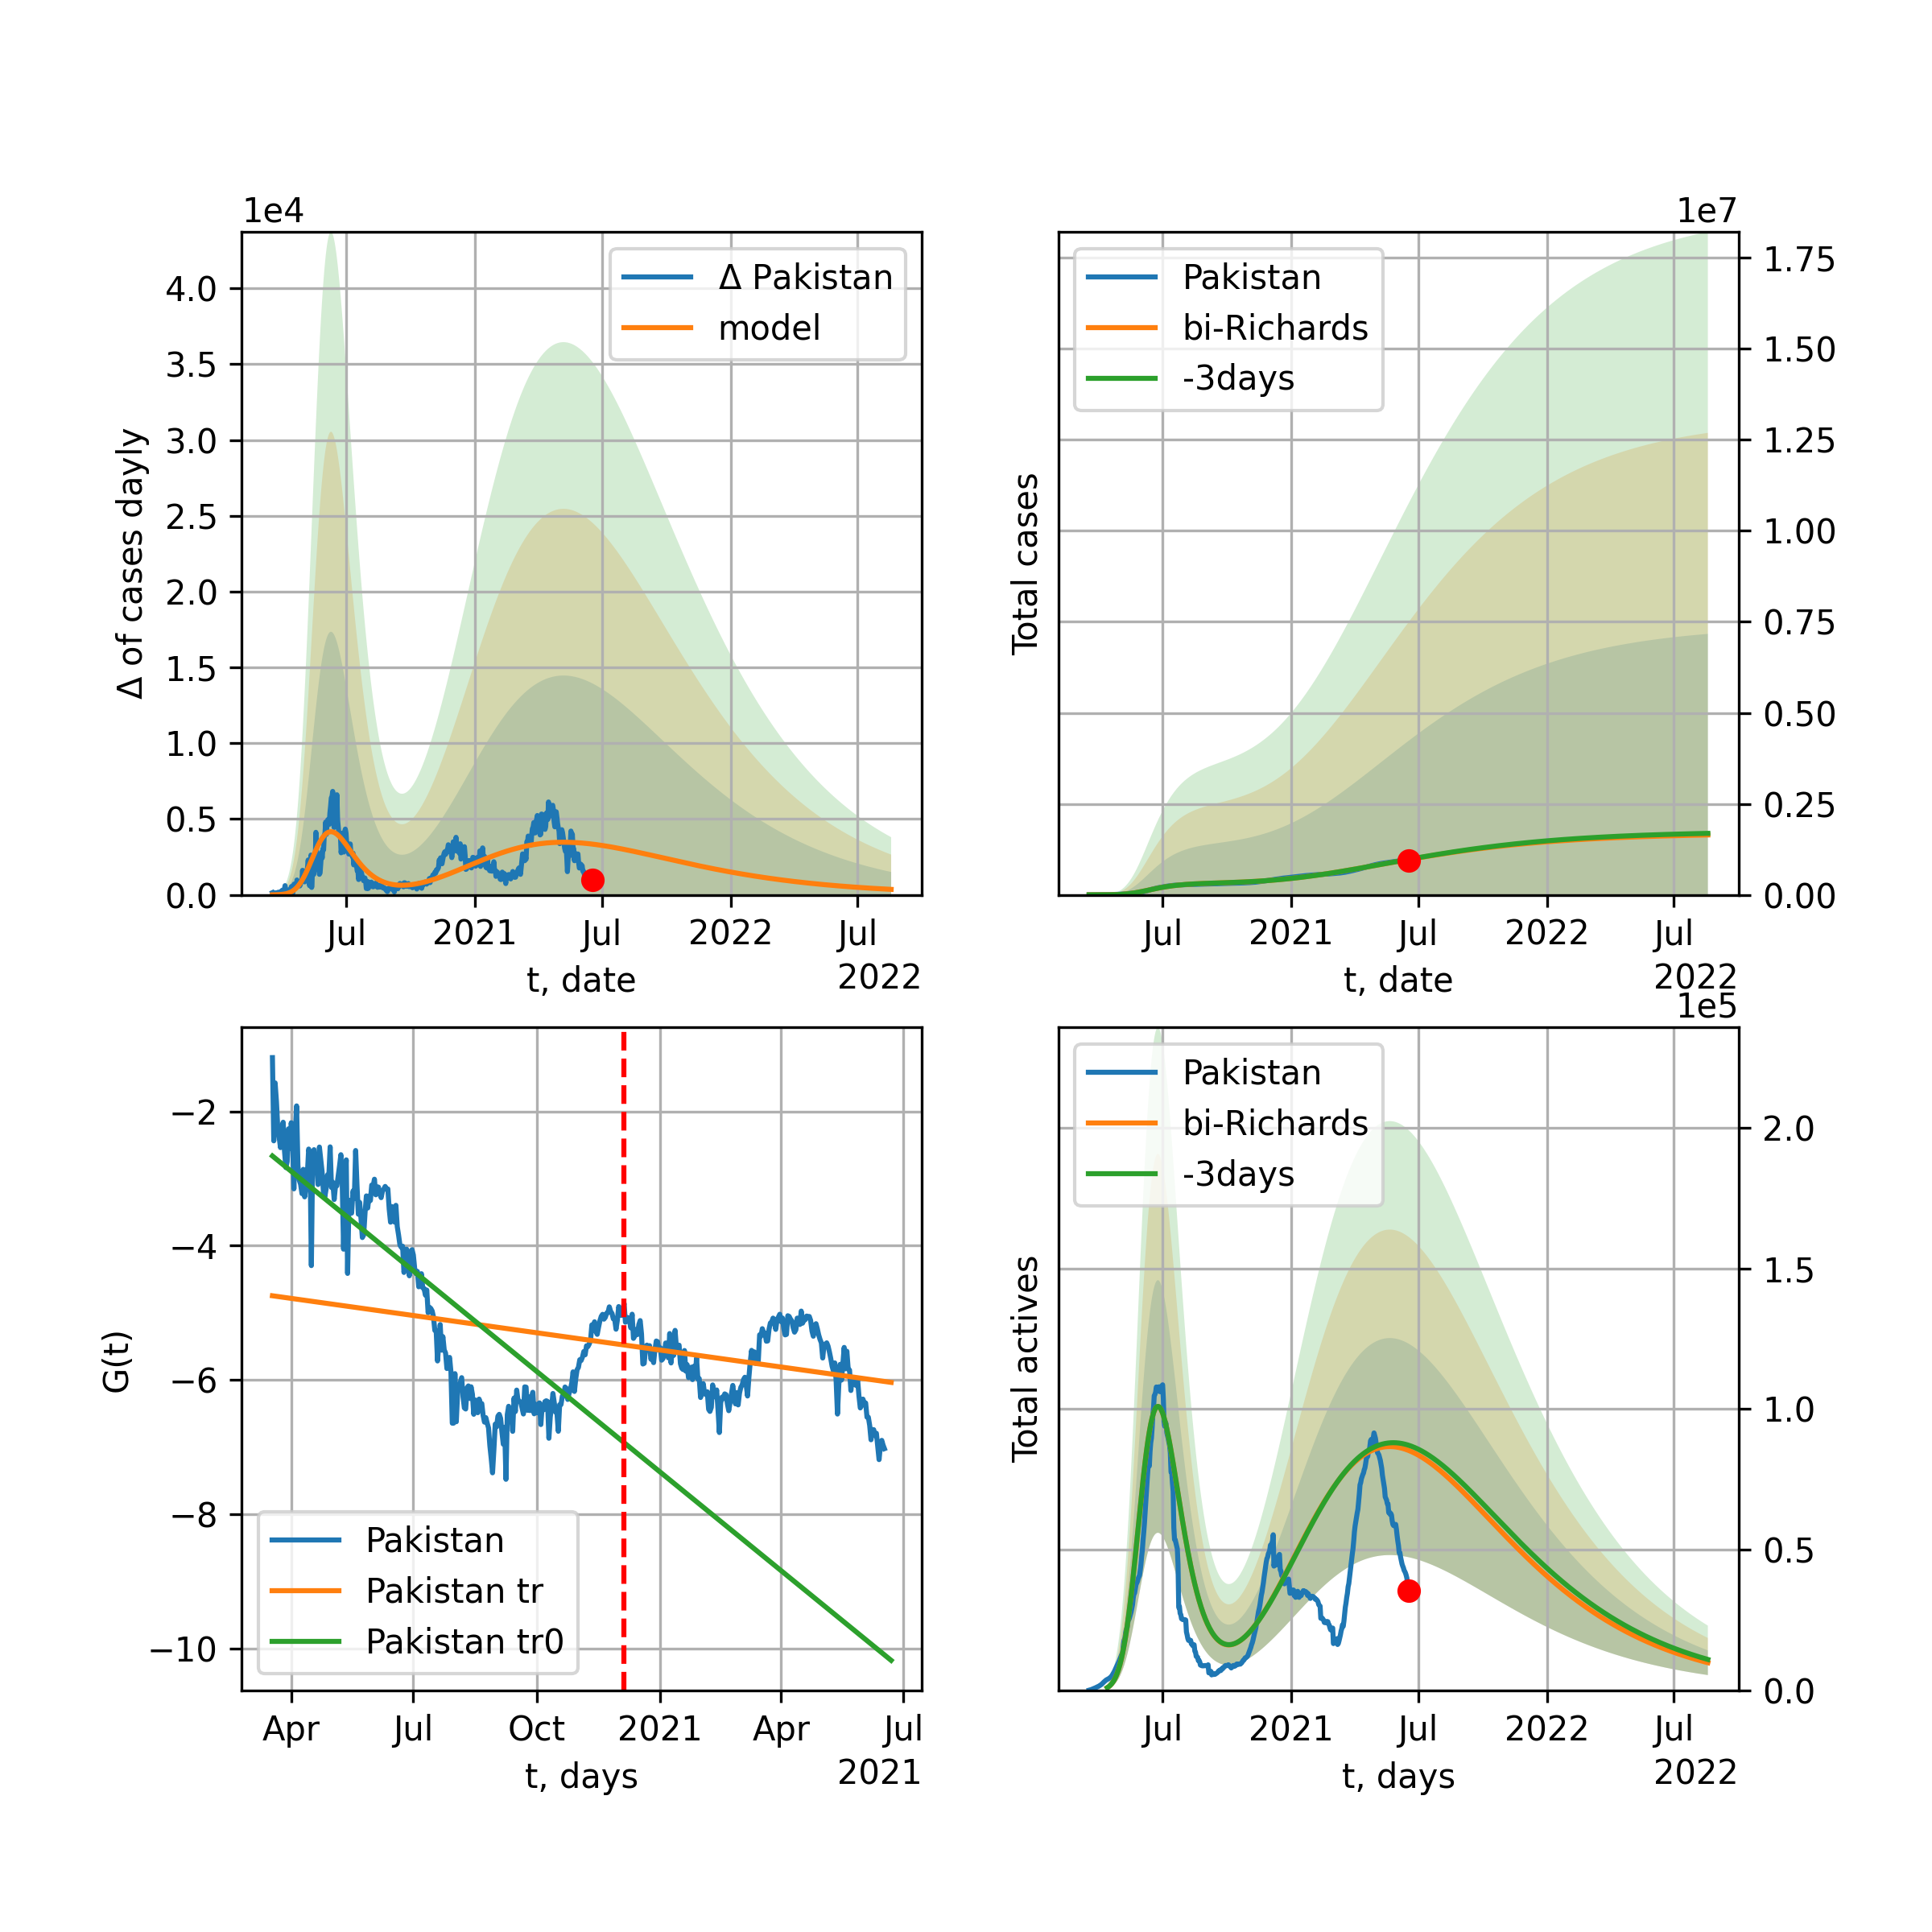 1e4
Δ Pakistan
model
4.0
3.5
3.0
2.5
2.0
1.5
1.0
0.5
0.0
Δ of cases dayly
Jul
2021
Jul
2022
Jul
2022
t, date
1e7
Pakistan
bi-Richards
-3days
1.75
1.50
1.25
1.00
0.75
0.50
0.25
0.00
Total cases
Jul
2021
Jul
2022
Jul
2022
t, date
−2
−4
−6
−8
−10
G(t)
Pakistan
Pakistan tr
Pakistan tr0
Apr
Jul
Oct
2021
Apr
Jul
2021
t, days
1e5
Pakistan
bi-Richards
-3days
2.0
1.5
1.0
0.5
0.0
Total actives
Jul
2021
Jul
2022
Jul
2022
t, days